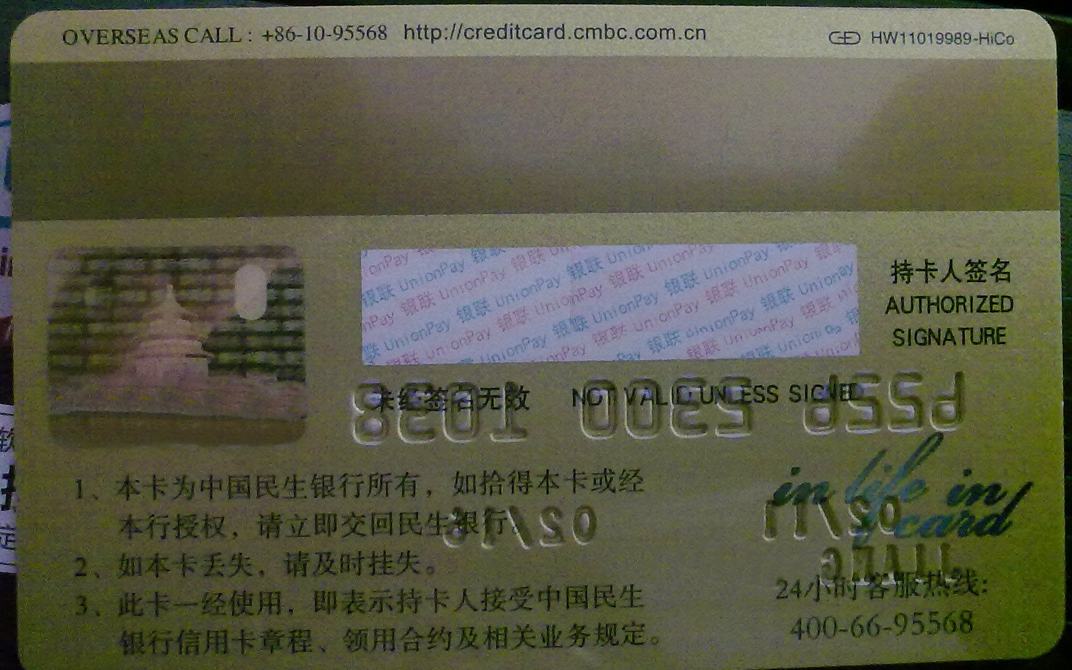 OVERSEAS CALL : +86-10-95568 http://creditcard.cmbc.com.cn
HW11019989-HiCo
银联 UnionPay 银联 UnionPay 银联 UnionPay
持卡人签名
AUTHORIZED
SIGNATURE
未经签名无效 NOT VALID UNLESS SIGNED
1、本卡为中国民生银行所有，如拾得本卡或经
本行授权，请立即交回民生银行。
2、如本卡丢失，请及时挂失。
3、此卡一经使用，即表示持卡人接受中国民生
银行信用卡章程、领用合约及相关业务规定。
in life in
card
24小时客服热线:
400-66-95568